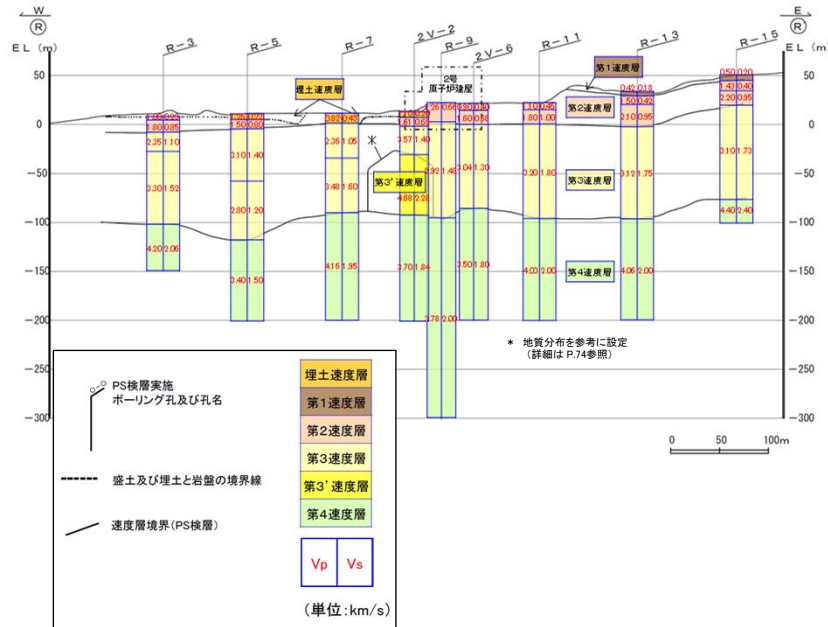 W
E
Ⓡ
Ⓡ
EL (m)
EL (m)
R-3
R-5
R-7
2V-2
R-9
2V-6
R-11
R-13
R-15
50
0
-50
-100
-150
-200
-250
-300
50
0
-50
-100
-150
-200
-250
-300
2号
原子炉建屋
埋土速度層
第1速度層
第2速度層
第3速度層
第3'速度層
第4速度層
*
1.80 0.85
2.35 1.10
3.30 1.52
4.20 2.05
3.10 1.40
2.80 1.20
3.40 1.50
0.82 0.43
2.35 1.05
3.48 1.60
4.16 1.95
3.57 1.40
4.68 2.28
3.70 1.84
3.92 1.48
3.78 2.00
3.04 1.30
3.50 1.80
1.80 1.00
3.20 1.80
4.00 2.00
0.42 0.18
1.50 0.42
2.10 0.95
3.12 1.75
4.05 2.00
0.50 0.20
1.43 0.40
2.20 0.95
3.10 1.73
4.40 2.40
* 地質分布を参考に設定
(詳細は P.74参照)
0 50 100m
PS検層実施
ボーリング孔及び孔名
盛土及び埋土と岩盤の境界線
速度層境界(PS検層)
埋土速度層
第1速度層
第2速度層
第3速度層
第3'速度層
第4速度層
Vp Vs
(単位:km/s)